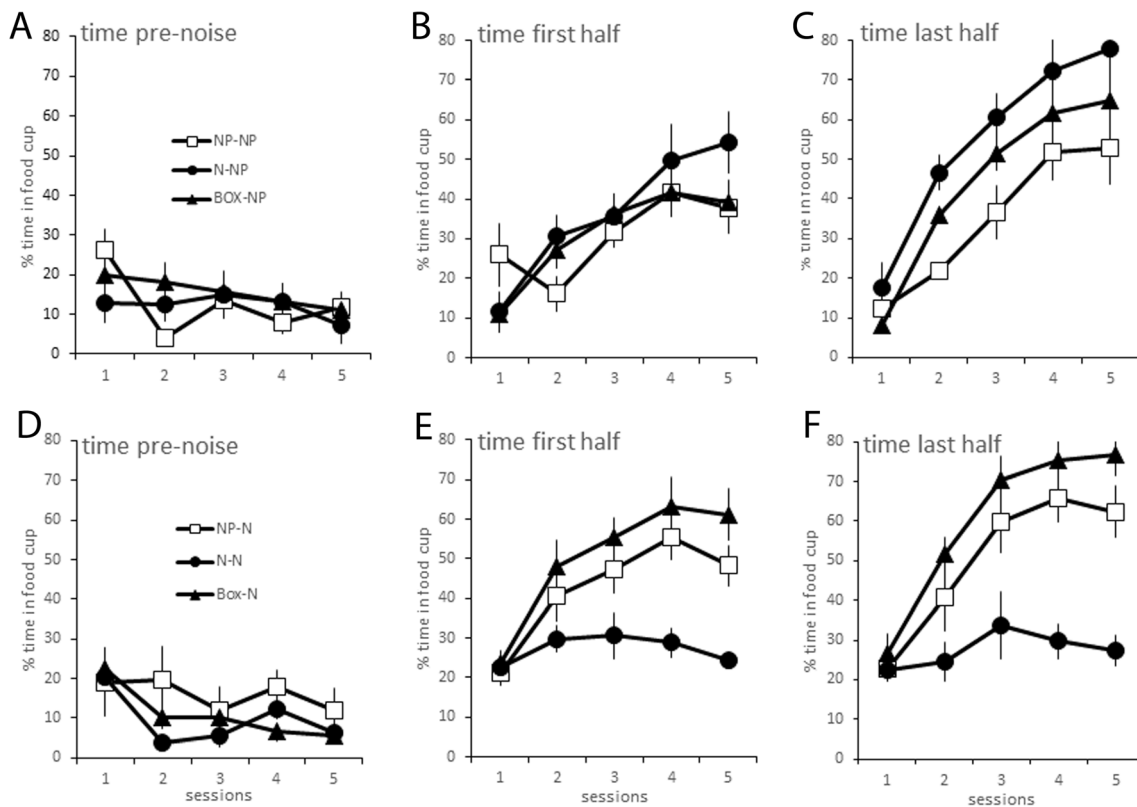 A
time pre-noise
% time in food cup
80
70
60
50
40
30
20
10
0
NP-NP
N-NP
BOX-NP
1 2 3 4 5
B
time first half
% time in food cup
80
70
60
50
40
30
20
10
0
1 2 3 4 5
C
time last half
% time in food cup
80
70
60
50
40
30
20
10
0
1 2 3 4 5
D
time pre-noise
% time in food cup
80
70
60
50
40
30
20
10
0
NP-N
N-N
Box-N
1 2 3 4 5
sessions
E
time first half
% time in food cup
80
70
60
50
40
30
20
10
0
1 2 3 4 5
sessions
F
time last half
% time in food cup
80
70
60
50
40
30
20
10
0
1 2 3 4 5
sessions